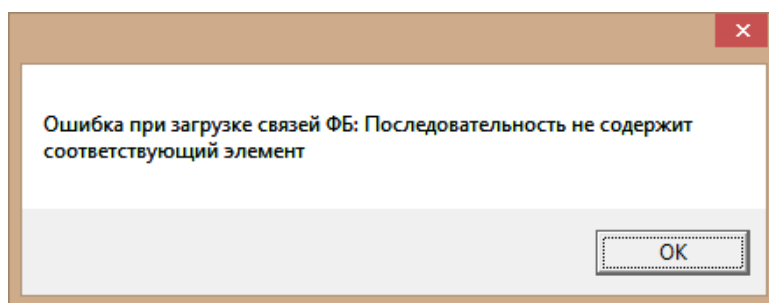 Ошибка при загрузке связей ФБ: Последовательность не содержит
соответствующий элемент
OK